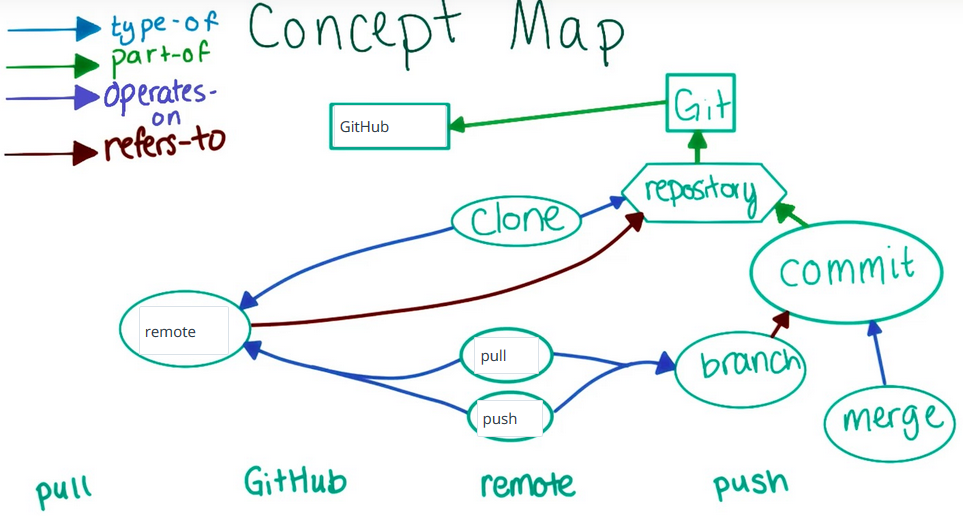 Concept Map
type-of
part-of
operates-
on
refers-to
GitHub
Git
repository
Clone
commit
remote
pull
branch
push
merge
pull GitHub remote push